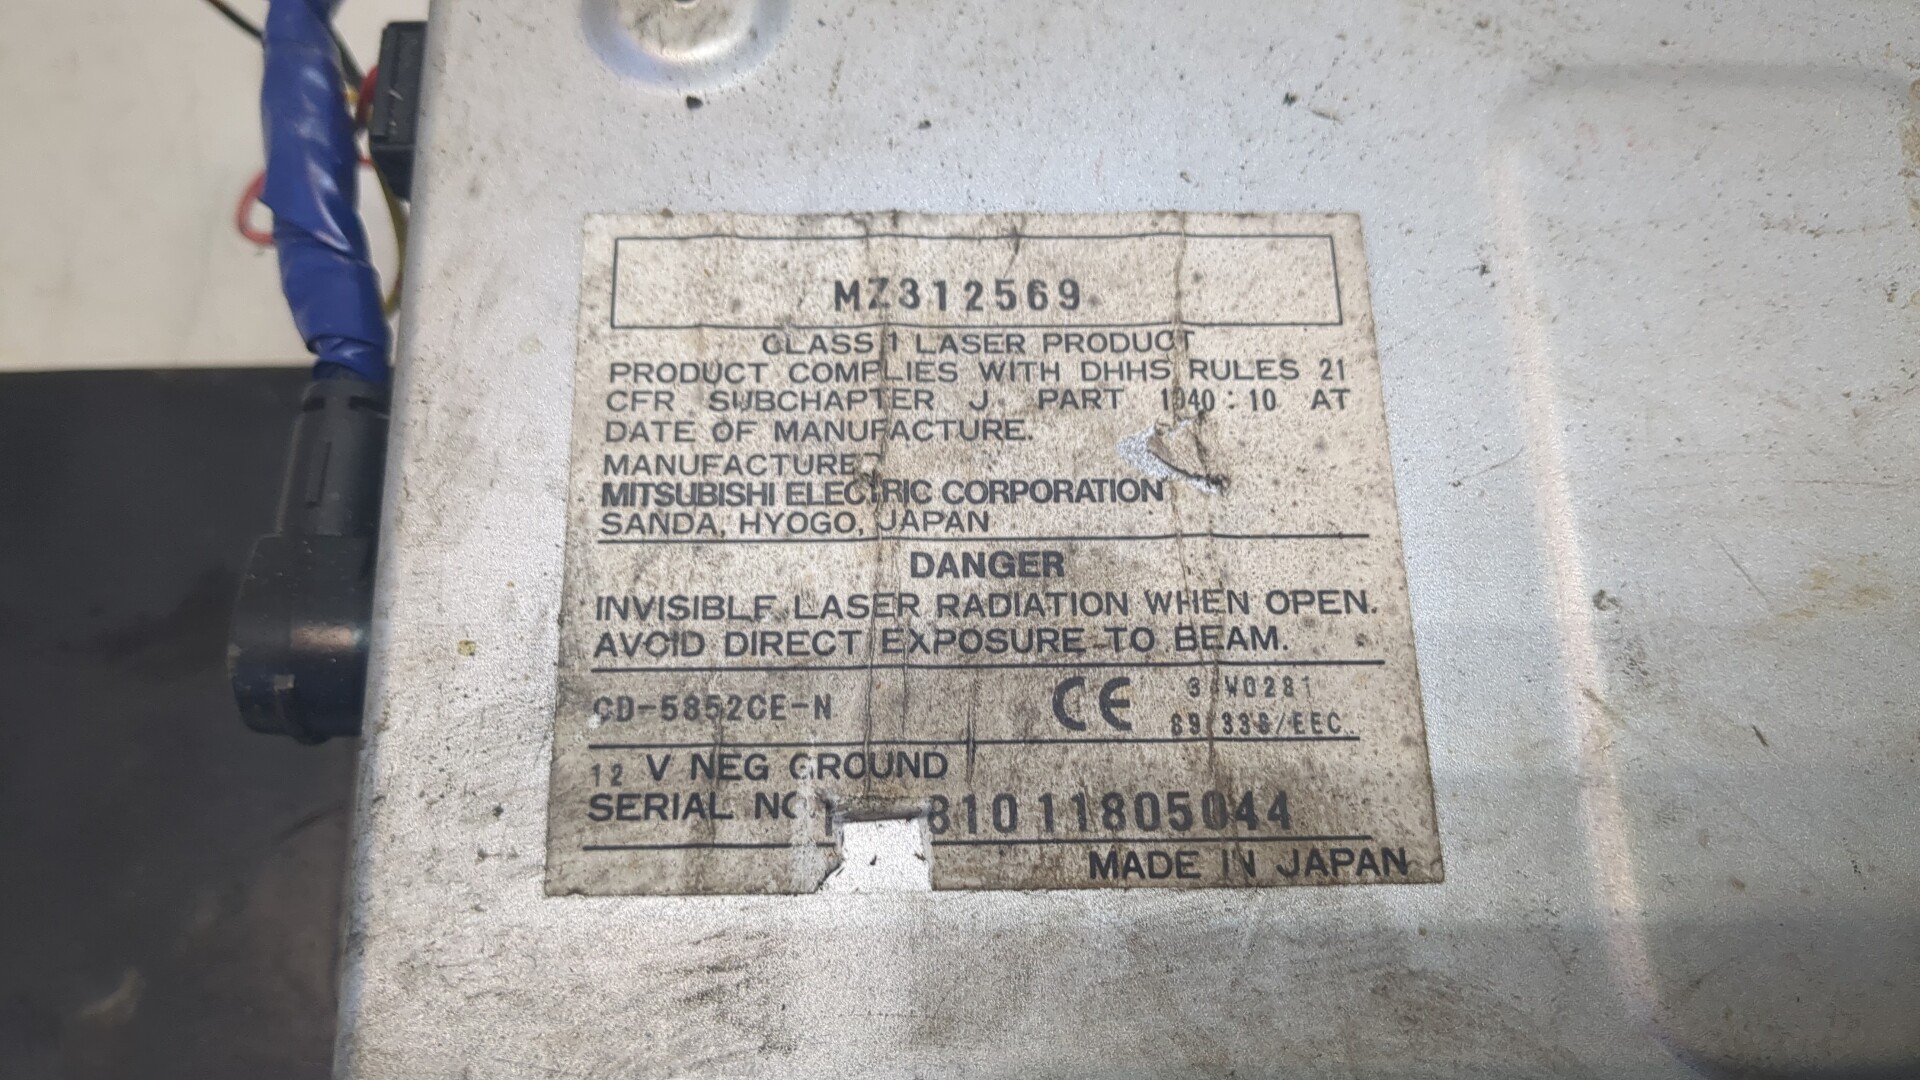 MZ312569
CLASS 1 LASER PRODUCT
PRODUCT COMPLIES WITH DHHS RULES 21
CFR SUBCHAPTER J. PART 1040:10 AT
DATE OF MANUFACTURE.
MANUFACTURED
MITSUBISHI ELECTRIC CORPORATION
SANDA, HYOGO, JAPAN
DANGER
INVISIBLE LASER RADIATION WHEN OPEN.
AVOID DIRECT EXPOSURE TO BEAM.
CD-5852CE-N
CE
89/336/EEC
12 V NEG GROUND
SERIAL NO
11805044
MADE IN JAPAN